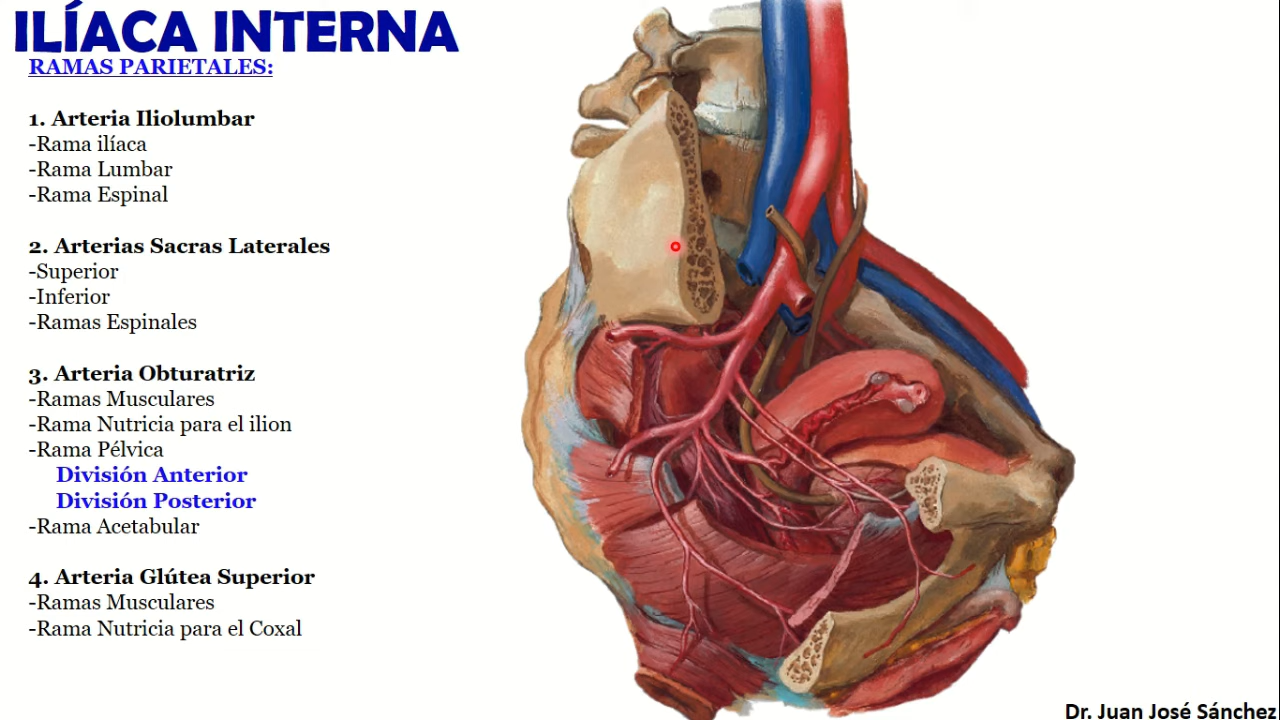 ILÍACA INTERNA
RAMAS PARIETALES:
1. Arteria Iliolumbar
-Rama ilíaca
-Rama Lumbar
-Rama Espinal
2. Arterias Sacras Laterales
-Superior
-Inferior
-Ramas Espinales
3. Arteria Obturatriz
-Ramas Musculares
-Rama Nutricia para el ilion
-Rama Pélvica
División Anterior
División Posterior
-Rama Acetabular
4. Arteria Glútea Superior
-Ramas Musculares
-Rama Nutricia para el Coxal
Dr. Juan José Sánchez